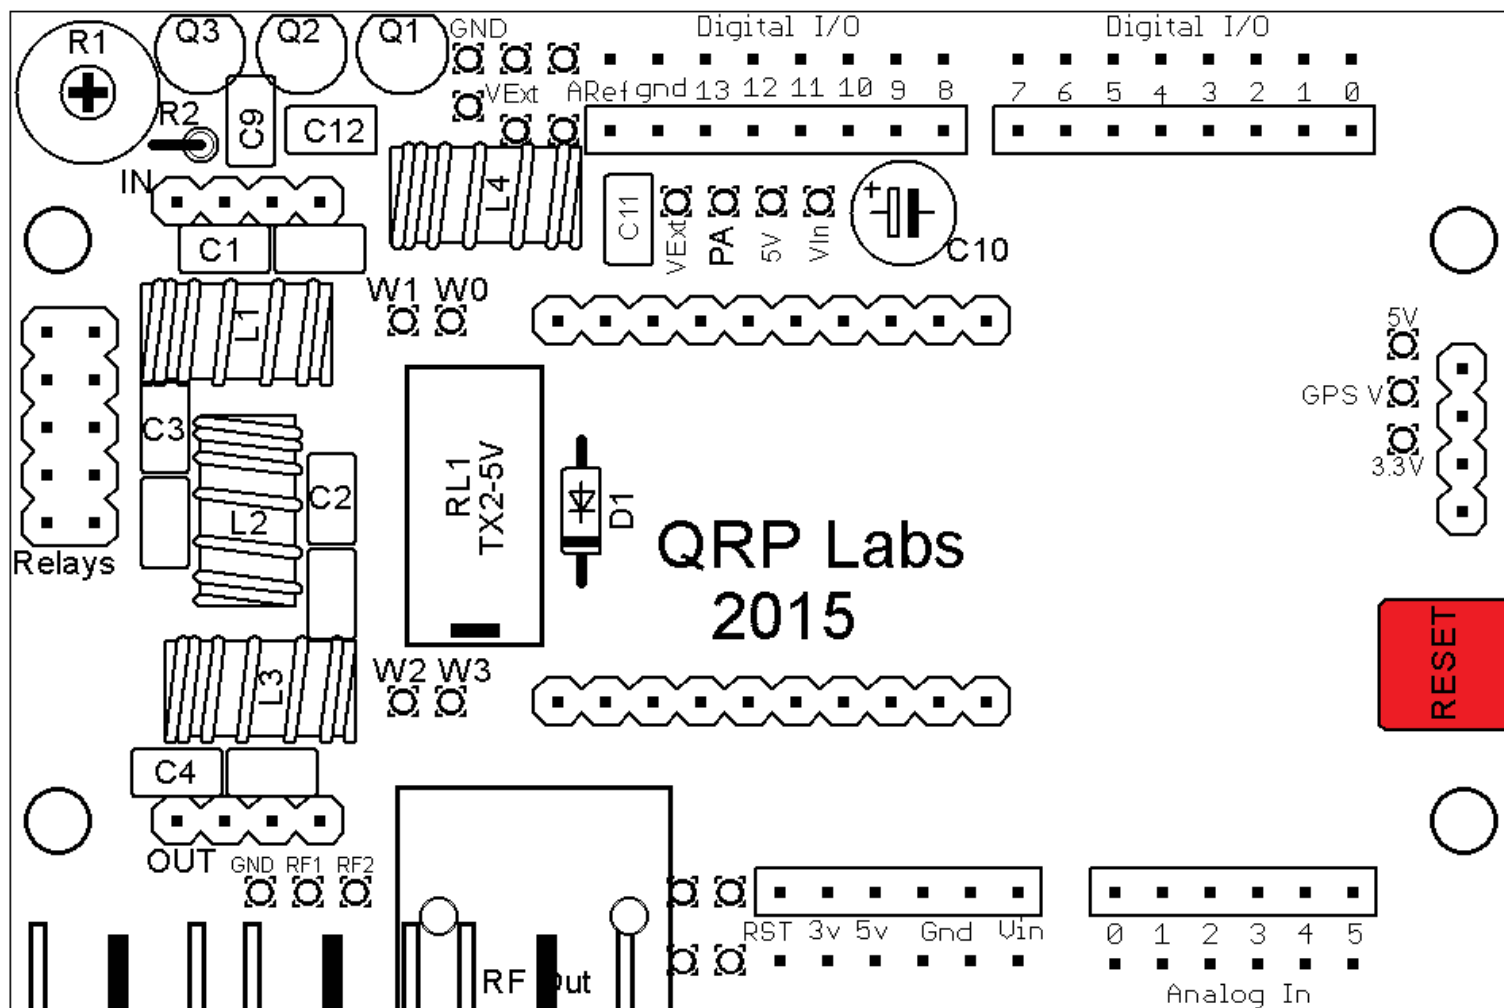 R1
Q3
Q2
Q1
GND
Digital I/O
Digital I/O
VExt
ARef gnd 13 12 11 10 9 8
7 6 5 4 3 2 1 0
R2
C9
C12
IN
L4
C11
VExt
PA
5V
VIn
C10
C1
W1 W0
L1
5V
GPS V
3.3V
C3
C2
L2
RL1
TX2-5V
D1
QRP Labs
2015
Relays
RESET
L3
W2 W3
C4
OUT
GND RF1 RF2
RST 3v 5v Gnd Vin
0 1 2 3 4 5
Analog In
RF Out